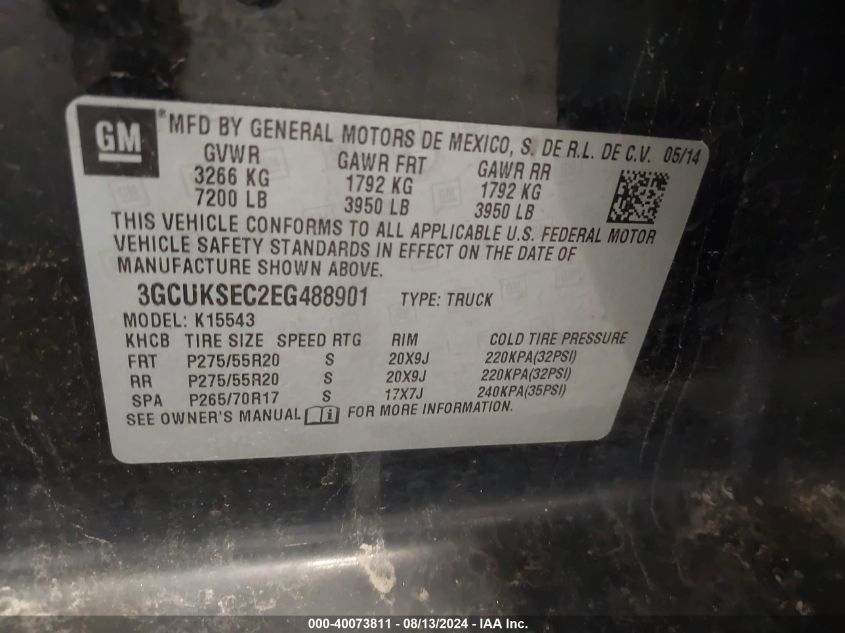 GM
®MFD BY GENERAL MOTORS DE MEXICO, S. DE R.L. DE C.V. 05/14
GVWR GAWR FRT GAWR RR
3266 KG 1792 KG 1792 KG
7200 LB 3950 LB 3950 LB
THIS VEHICLE CONFORMS TO ALL APPLICABLE U.S. FEDERAL MOTOR
VEHICLE SAFETY STANDARDS IN EFFECT ON THE DATE OF
MANUFACTURE SHOWN ABOVE.
3GCUKSEC2EG488901 TYPE: TRUCK
MODEL: K15543
KHCB TIRE SIZE SPEED RTG RIM COLD TIRE PRESSURE
FRT P275/55R20 S 20X9J 220KPA(32PSI)
RR P275/55R20 S 20X9J 220KPA(32PSI)
SPA P265/70R17 S 17X7J 240KPA(35PSI)
SEE OWNER'S MANUAL i FOR MORE INFORMATION.
000-40073811 - 08/13/2024 - IAA Inc.